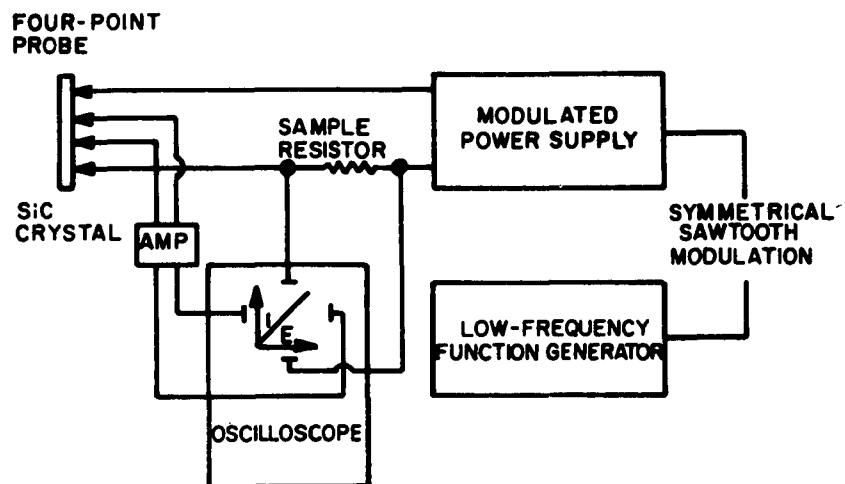 FOUR-POINT
PROBE
MODULATED
POWER SUPPLY
SAMPLE
RESISTOR
SiC
CRYSTAL
AMP
SYMMETRICAL
SAWTOOTH
MODULATION
I
E
LOW-FREQUENCY
FUNCTION GENERATOR
OSCILLOSCOPE